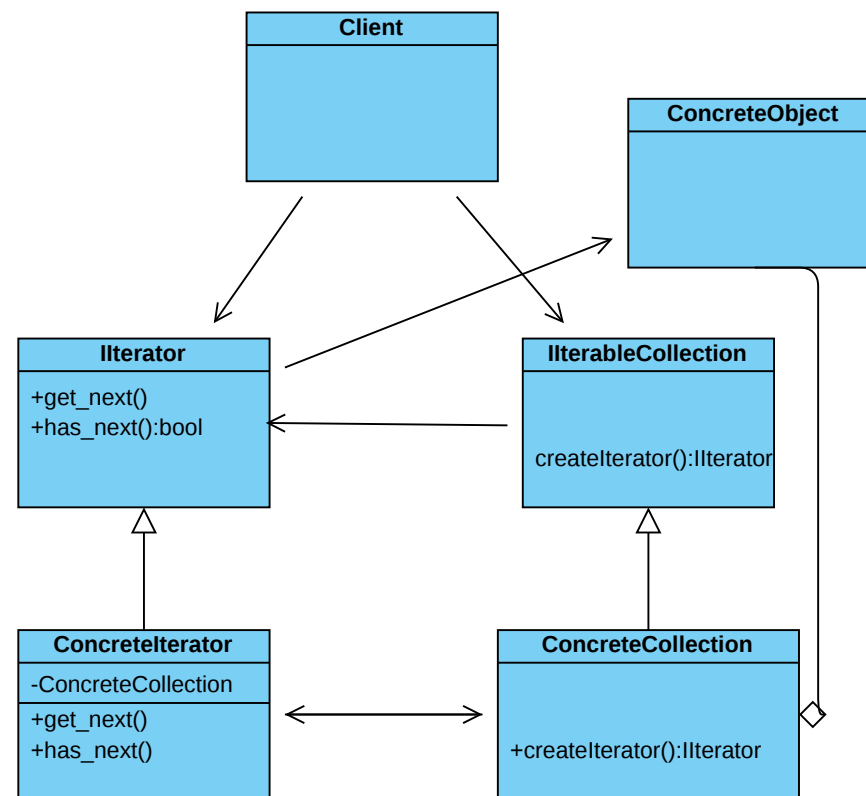 Client
ConcreteObject
IIterator
+get_next()
+has_next():bool
IIterableCollection
createIterator():IIterator
ConcreteIterator
-ConcreteCollection
+get_next()
+has_next()
ConcreteCollection
+createIterator():IIterator